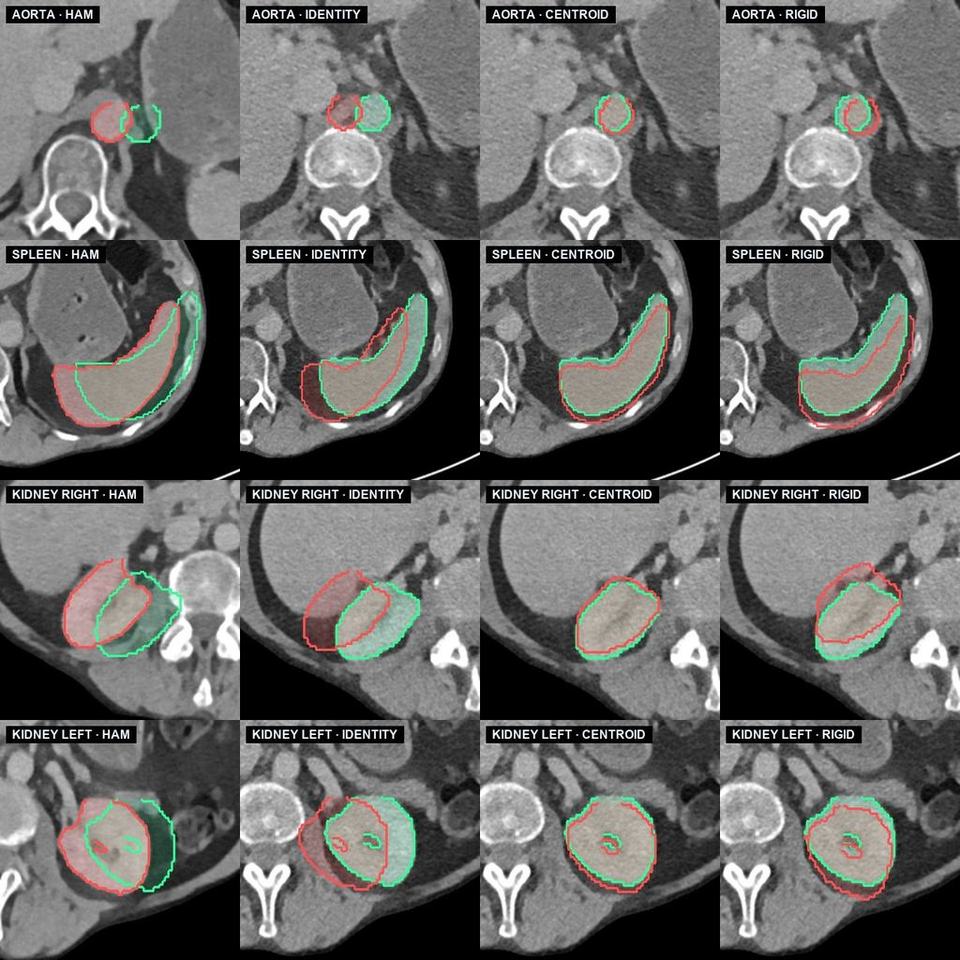 AORTA · HAM
AORTA · IDENTITY
AORTA · CENTROID
AORTA · RIGID
SPLEEN · HAM
SPLEEN · IDENTITY
SPLEEN · CENTROID
SPLEEN · RIGID
KIDNEY RIGHT · HAM
KIDNEY RIGHT · IDENTITY
KIDNEY RIGHT · CENTROID
KIDNEY RIGHT · RIGID
KIDNEY LEFT · HAM
KIDNEY LEFT · IDENTITY
KIDNEY LEFT · CENTROID
KIDNEY LEFT · RIGID